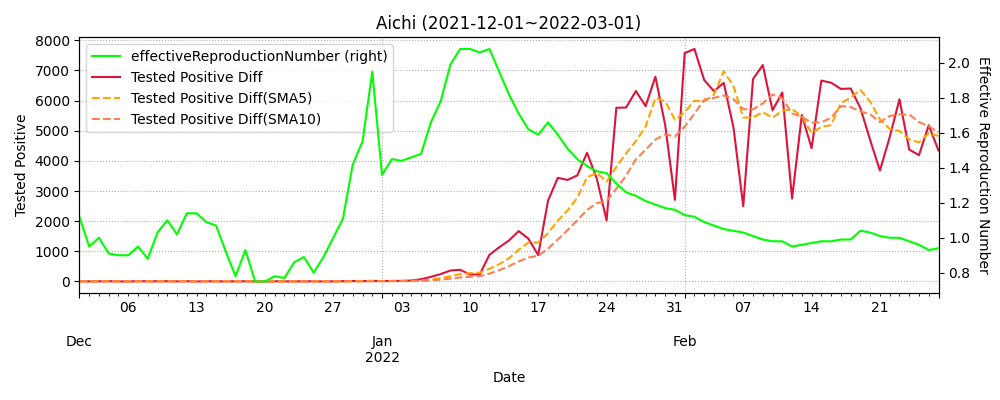 Aichi (2021-12-01~2022-03-01)
effectiveReproductionNumber (right)
Tested Positive Diff
Tested Positive Diff(SMA5)
Tested Positive Diff(SMA10)
Tested Positive
8000
7000
6000
5000
4000
3000
2000
1000
0
2.0
1.8
1.6
1.4
1.2
1.0
0.8
Effective Reproduction Number
06 13 20 27 03 10 17 24 31 07 14 21
Dec Jan Feb
2022
Date